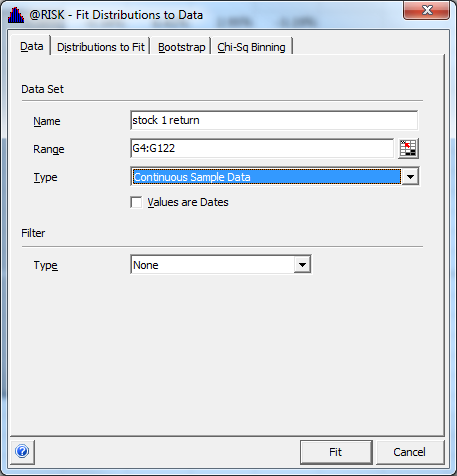 @RISK - Fit Distributions to Data
Data Distributions to Fit Bootstrap Chi-Sq Binning
Data Set
Name stock 1 return
Range G4:G122
Type Continuous Sample Data
Values are Dates
Filter
Type None
Fit Cancel